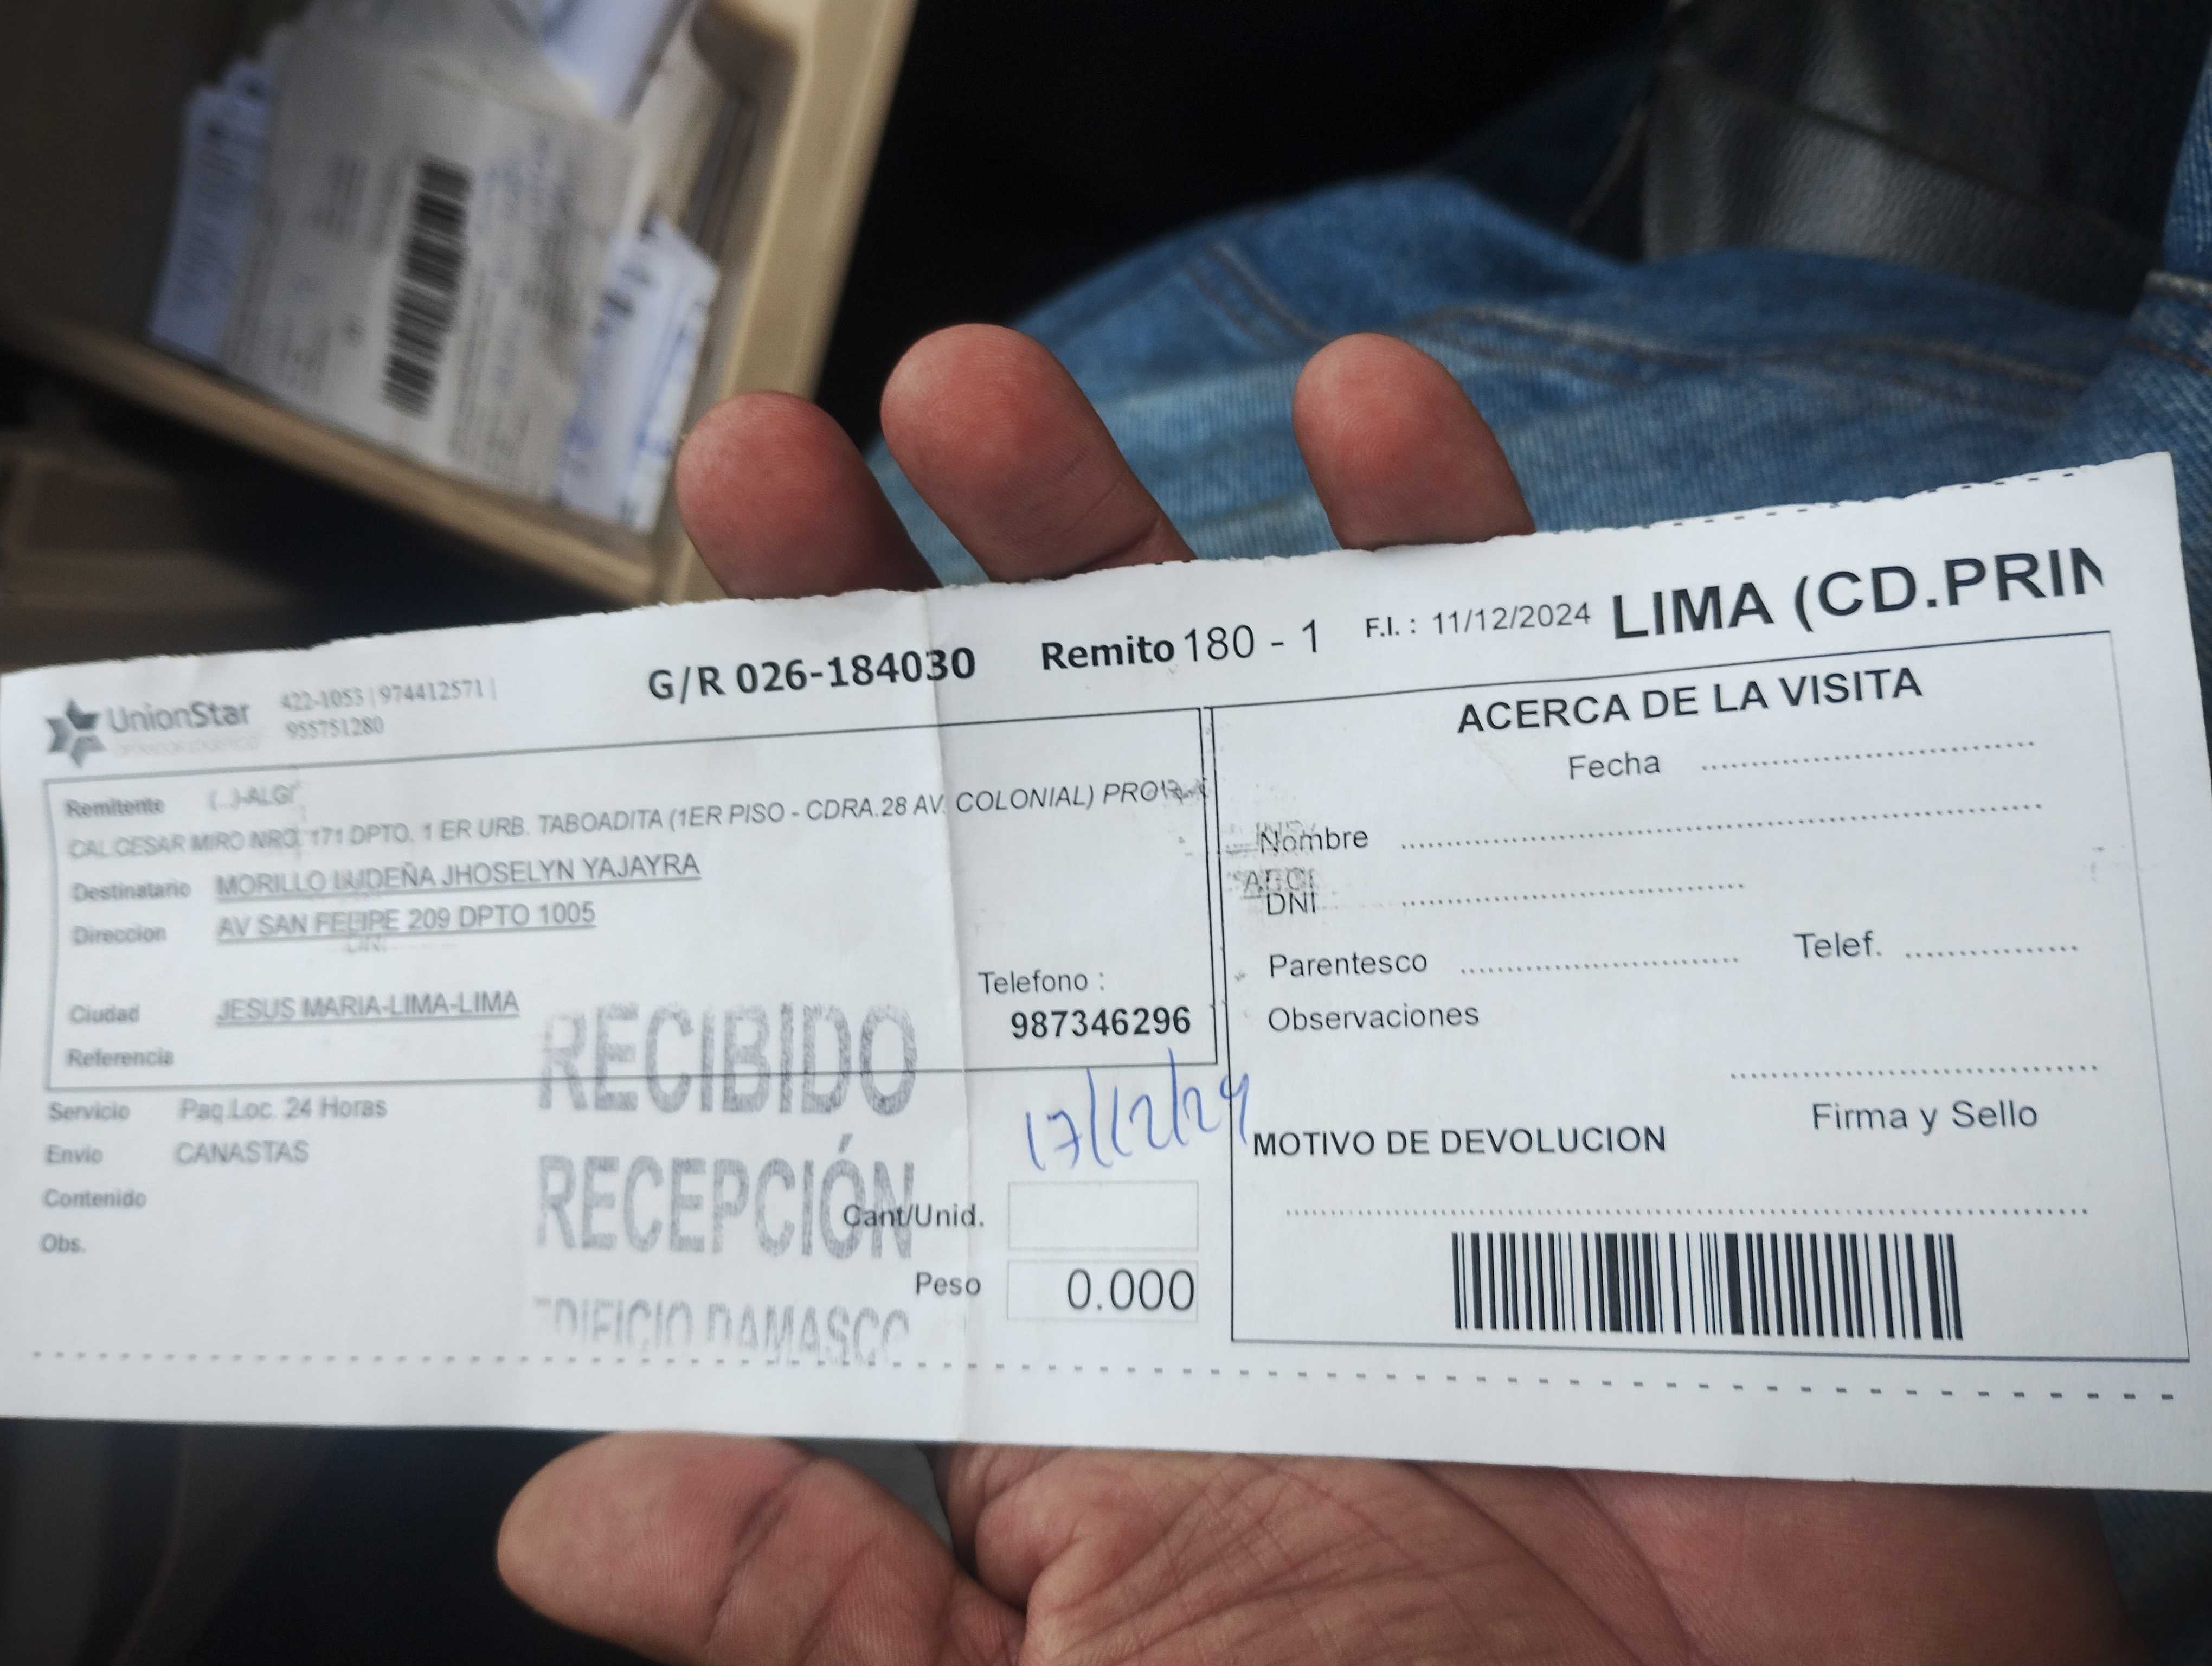 UnionStar
422-1053 | 974412571 |
955751280
G/R 026-184030 Remito 180 - 1 F.I. : 11/12/2024 LIMA (CD.PRIN
Remitente
CAL.CESAR MIRO NRO. 171 DPTO. 1 ER URB. TABOADITA (1ER PISO - CDRA.28 AV. COLONIAL)
Destinatario MORILLO LUDEÑA JHOSELYN YAJAYRA
Direccion AV SAN FELIPE 209 DPTO 1005
Ciudad JESUS MARIA-LIMA-LIMA
Referencia
Telefono :
987346296
Servicio Paq.Loc. 24 Horas
Envio CANASTAS
Contenido
Obs.
RECIBIDO
17/12/24
RECEPCIÓN
EDIFICIO DAMASCO
Cant/Unid.
Peso 0.000
ACERCA DE LA VISITA
Fecha
Nombre
DNI
Parentesco Telef.
Observaciones
Firma y Sello
MOTIVO DE DEVOLUCION